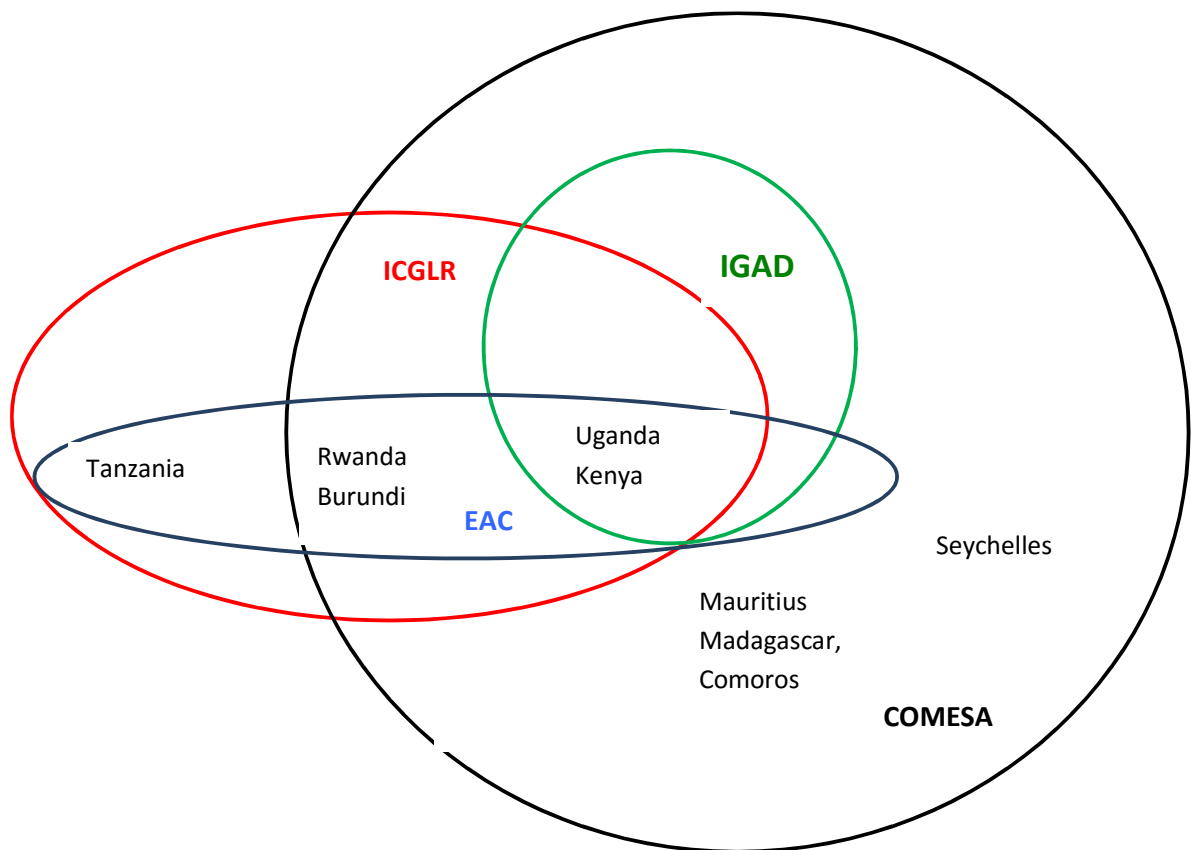 ICGLR
IGAD
Tanzania
Rwanda
Burundi
EAC
Uganda
Kenya
Seychelles
Mauritius
Madagascar,
Comoros
COMESA